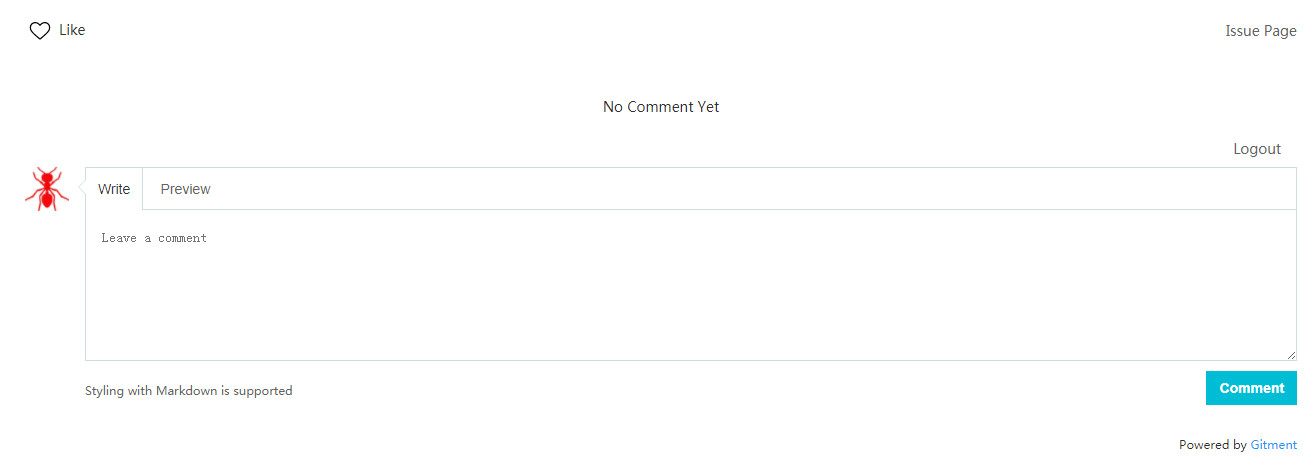 Like
Issue Page
No Comment Yet
Logout
Write
Preview
Leave a comment
Styling with Markdown is supported
Comment
Powered by Gitment